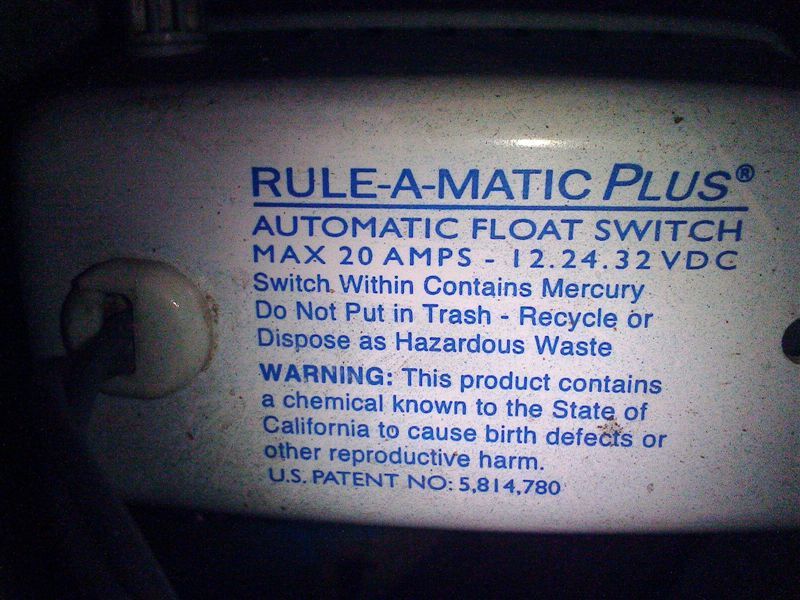 RULE-A-MATIC PLUS®
AUTOMATIC FLOAT SWITCH
MAX 20 AMPS - 12.24.32 VDC
Switch Within Contains Mercury
Do Not Put in Trash - Recycle or
Dispose as Hazardous Waste
WARNING: This product contains
a chemical known to the State of
California to cause birth defects or
other reproductive harm.
U.S. PATENT NO: 5,814,780